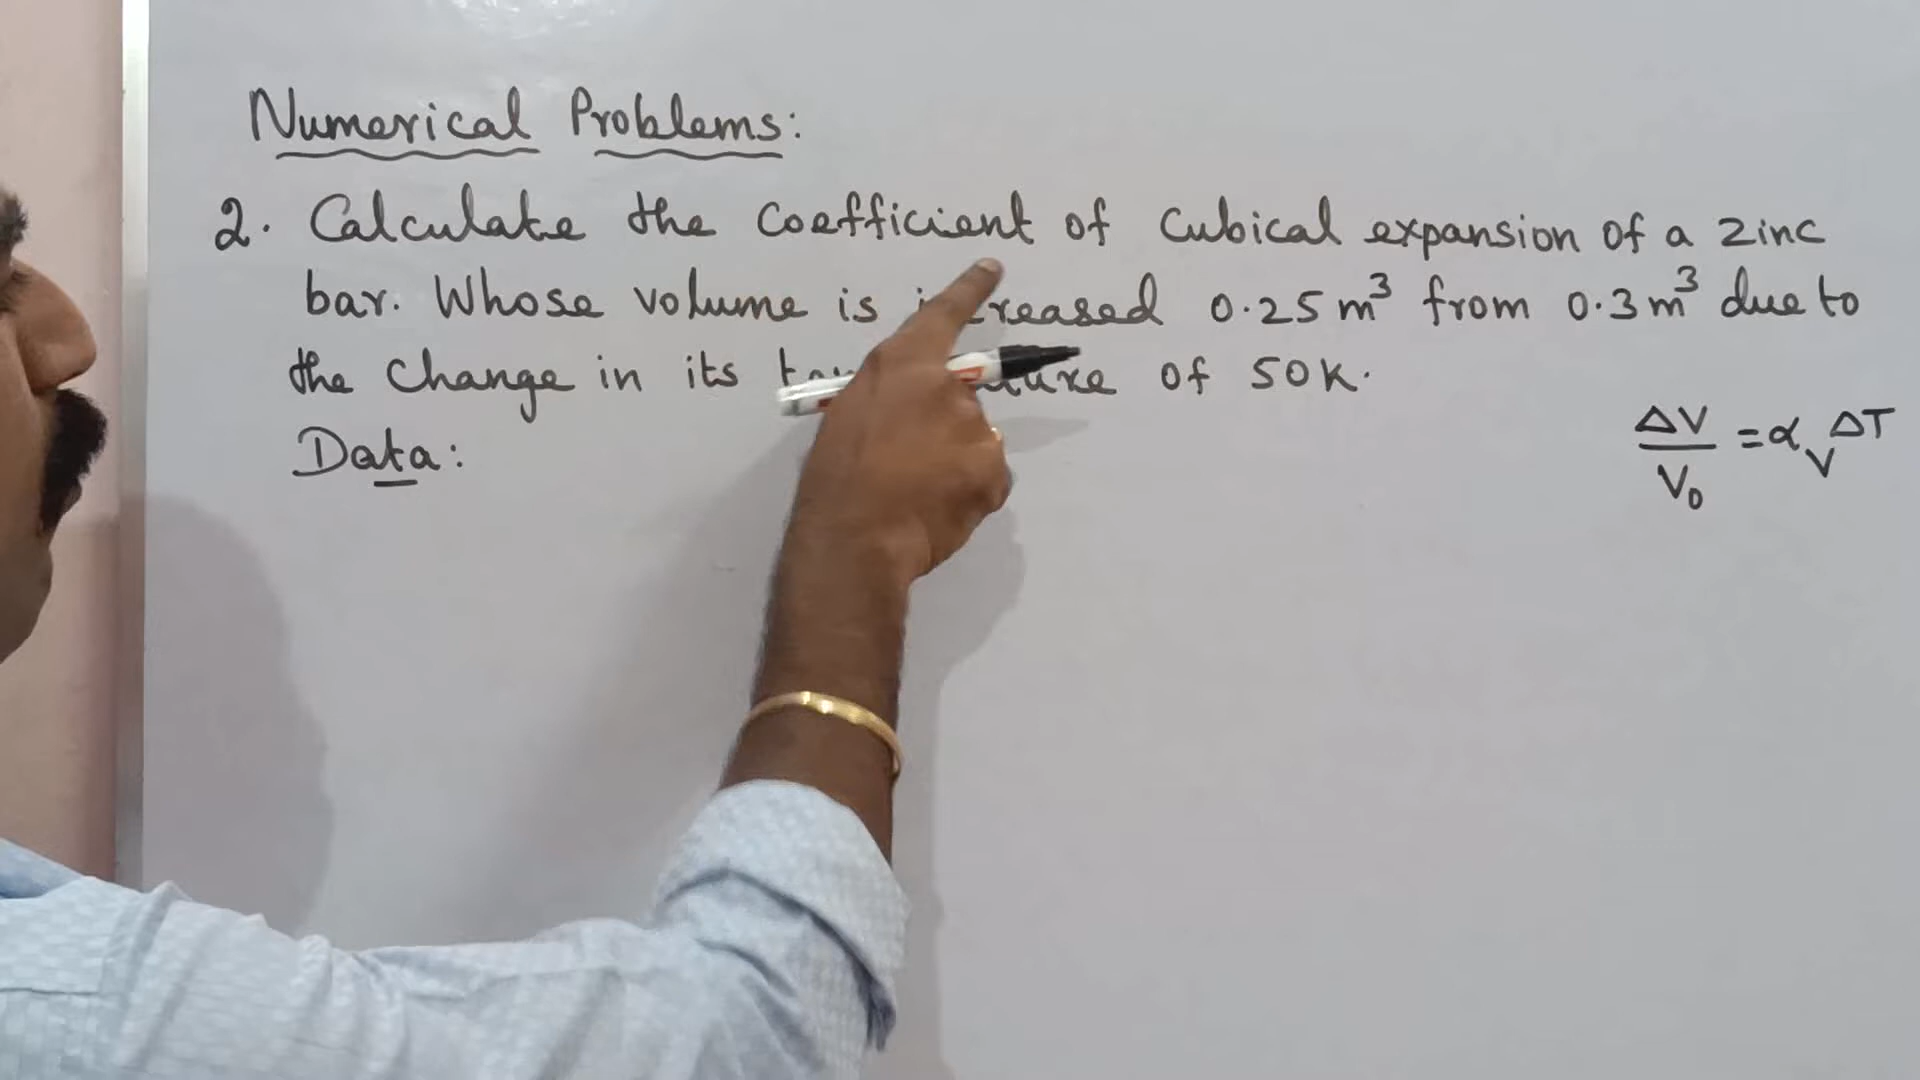 Numerical Problems:
2. Calculate the Coefficient of Cubical expansion of a Zinc
bar. Whose volume is increased 0.25 m³ from 0.3 m³ due to
the Change in its of 50K.
Data:
ΔV/V₀ = α_V ΔT